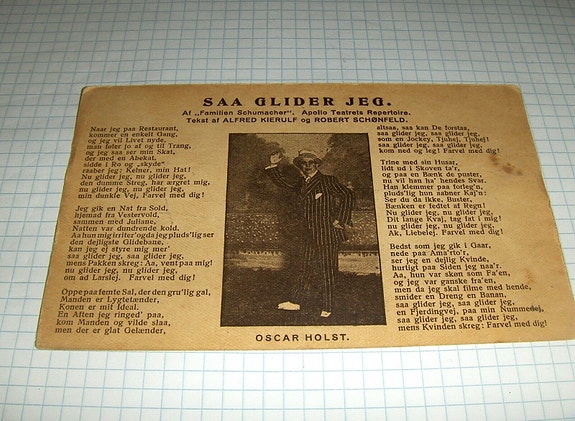 SAA GLIDER JEG.
Af „Familien Schumacher“, Apollo Teatrets Repertoire.
Tekst af ALFRED KIERULF og ROBERT SCHØNFELD.
Naar jeg paa Restaurant,
kommer en enkelt Gang,
og jeg vil Livet nyde,
man føler jo af og til Trang,
og jeg saa ser min Skat,
der med en Abekat,
sidde i Ro og „skyde“
raaber jeg: Kelner, min Hat!
Nu glider jeg, nu glider jeg,
den dumme Streg, har ærgret mig,
nu glider jeg, nu glider jeg,
min dunkle Vej, Farvel med dig!
Jeg gik en Nat fra Sold,
hjemad fra Vestervold,
sammen med Juliane,
Natten var dundrende kold.
Aa hun mig irriter'og da jeg pluds'lig ser
den dejligste Glidebane,
kan jeg ej styre mig mer'
saa glider jeg, saa glider jeg,
mens Pakken skreg: Aa, vent paa mig!
nu glider jeg, nu glider jeg,
om ad Larslej. Farvel med dig!
Oppe paa femte Sal, der den gru'lig gal,
Manden er Lygtetænder,
Konen er mit Ideal.
En Aften jeg ringed' paa,
kom Manden og vilde slaa,
men der er glat Gelænder,
altsaa, saa kan De forstaa,
saa glider jeg, saa glider jeg,
som en Jockey, Tjuhej, Tjuhej!
saa glider jeg, saa glider jeg,
kom med og leg! Farvel med dig!
Trine med sin Husar,
lidt ud i Skoven ta'r,
og paa en Bænk de puster,
nu vil han ha' hendes Svar.
Han klemmer paa forleg'n,
pluds'lig hun sabner Kaj'n:
Ser du da ikke, Buster,
Bænken er fedtet af Regn!
Nu glider jeg, nu glider jeg,
Dit lange Kvaj, tag fat i mig!
nu glider jeg, nu glider jeg,
Ak, Liebelej, Farvel med dig!
Bedst som jeg gik i Gaar,
nede paa 'Ama'rto'r,
ser jeg en dejlig Kvinde,
hurtigt paa Siden jeg naa'r.
Aa, hun var skøn som Fa'en,
og jeg var ganske fra'en,
men da jeg skal flinte med hende,
smider en Dreng en Banan,
saa glider jeg, saa glider jeg,
en Fjerdingvej, paa min Nummedej,
saa glider jeg, saa glider jeg,
mens Kvinden skreg: Farvel med dig!
OSCAR HOLST.